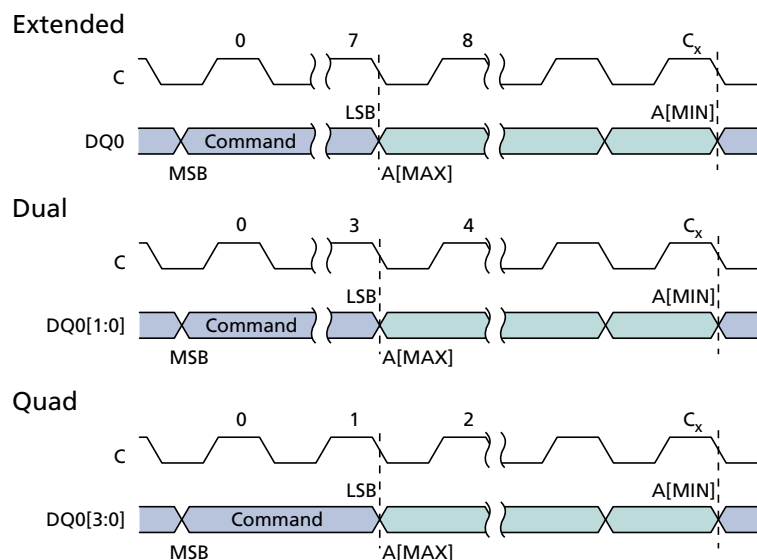 Extended
0 7 8 Cx
C
LSB A[MIN]
DQ0 Command
MSB A[MAX]
Dual
0 3 4 Cx
C
LSB A[MIN]
DQ0[1:0] Command
MSB A[MAX]
Quad
0 1 2 Cx
C
LSB A[MIN]
DQ0[3:0] Command
MSB A[MAX]